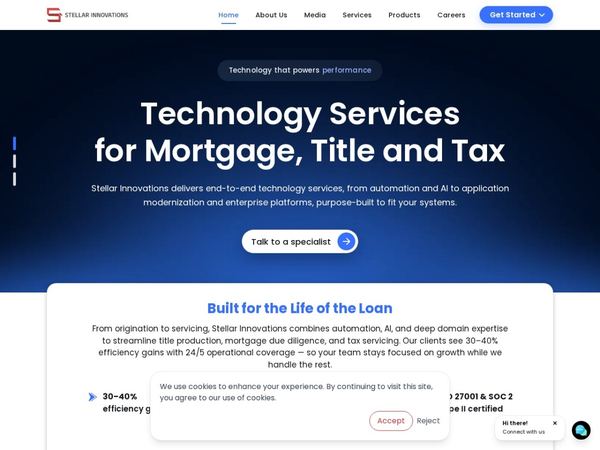 STELLAR INNOVATIONS
Home About Us Media Services Products Careers Get Started
Technology that powers performance
Technology Services
for Mortgage, Title and Tax
Stellar Innovations delivers end-to-end technology services, from automation and AI to application
modernization and enterprise platforms, purpose-built to fit your systems.
Talk to a specialist
Built for the Life of the Loan
From origination to servicing, Stellar Innovations combines automation, AI, and deep domain expertise
to streamline title production, mortgage due diligence, and tax servicing. Our clients see 30–40%
efficiency gains with 24/5 operational coverage — so your team stays focused on growth while we
handle the rest.
30–40%
efficiency
27001 & SOC 2
certified
We use cookies to enhance your experience. By continuing to visit this site,
you agree to our use of cookies.
Accept Reject
Hi there! ×
Connect with us